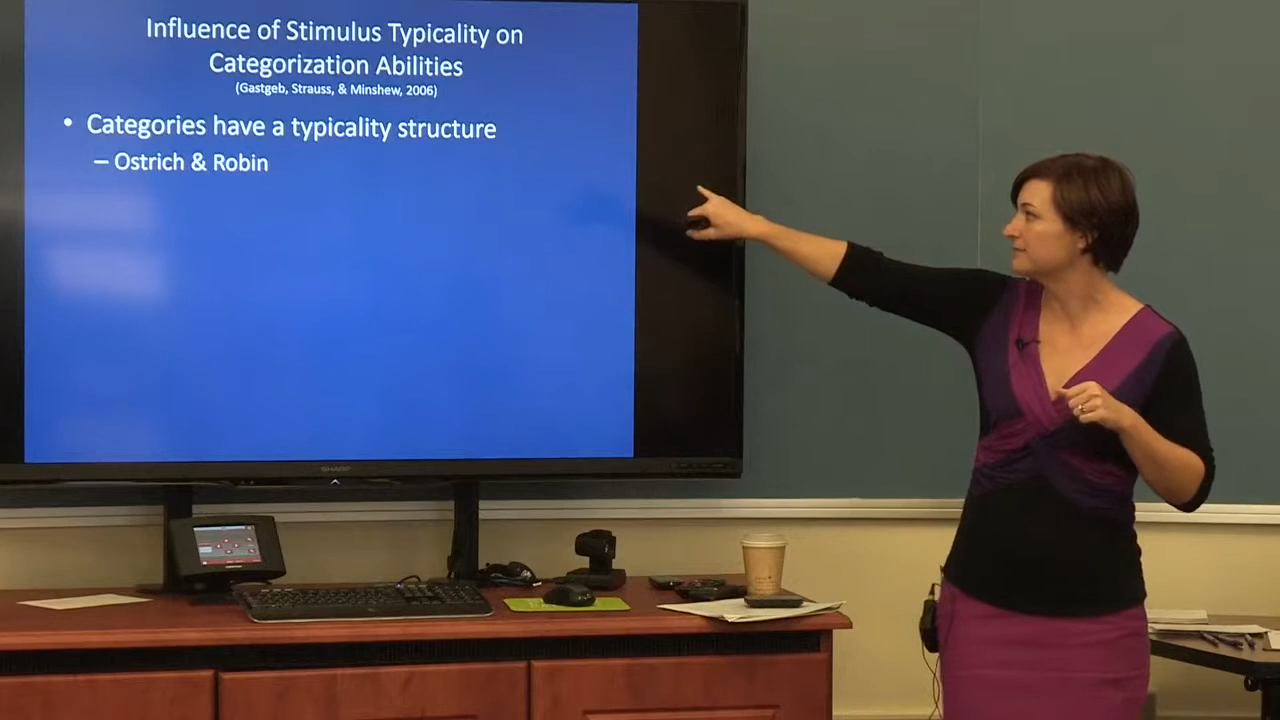 Influence of Stimulus Typicality on
Categorization Abilities
(Gastgeb, Strauss, & Minshew, 2006)
• Categories have a typicality structure
– Ostrich & Robin
SHARP